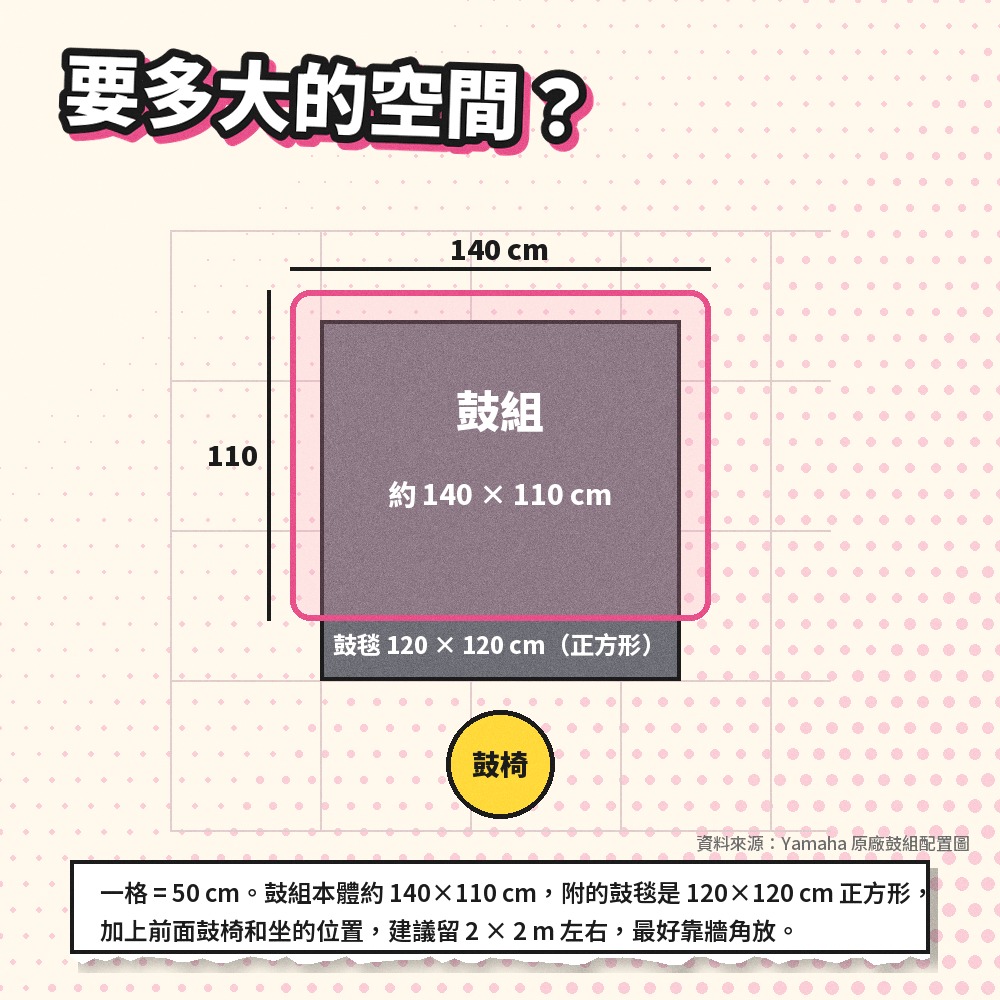 要多大的空間？
140 cm
110
鼓組
約 140 × 110 cm
鼓毯 120 × 120 cm（正方形）
鼓椅
資料來源：Yamaha 原廠鼓組配置圖
一格 = 50 cm。鼓組本體約 140×110 cm，附的鼓毯是 120×120 cm 正方形，
加上前面鼓椅和坐的位置，建議留 2 × 2 m 左右，最好靠牆角放。